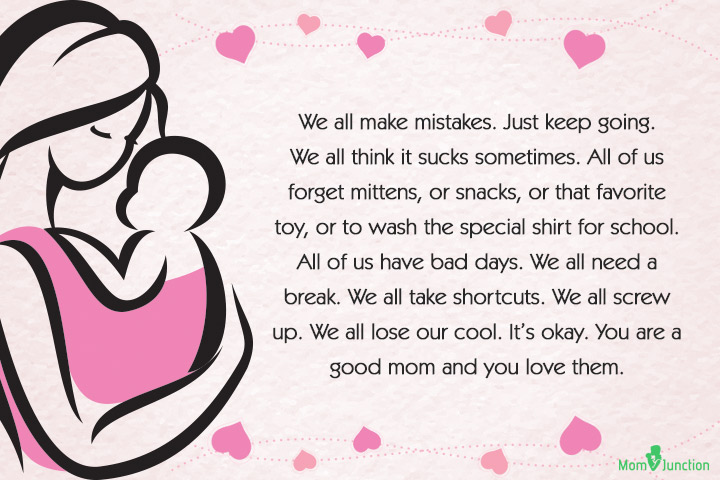 We all make mistakes. Just keep going.
We all think it sucks sometimes. All of us
forget mittens, or snacks, or that favorite
toy, or to wash the special shirt for school.
All of us have bad days. We all need a
break. We all take shortcuts. We all screw
up. We all lose our cool. It's okay. You are a
good mom and you love them.
Mom Junction